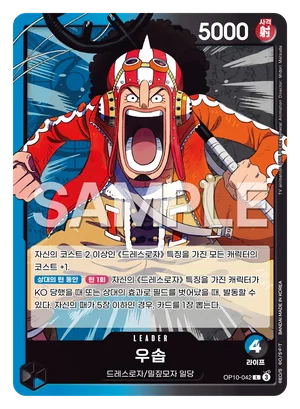 5000
사격
射
SAMPLE
자신의 코스트 2 이상인 《드레스로자》 특징을 가진 모든 캐릭터의
코스트 +1.
상대의 턴 동안 턴 1회 자신의 《드레스로자》 특징을 가진 캐릭터가
KO 당했을 때 또는 상대의 효과로 필드를 벗어났을 때, 발동할 수
있다. 자신의 패가 5장 이하인 경우, 카드를 1장 뽑는다.
LEADER
우솝
드레스로자/밀짚모자 일당
4
라이프
OP10-042 L